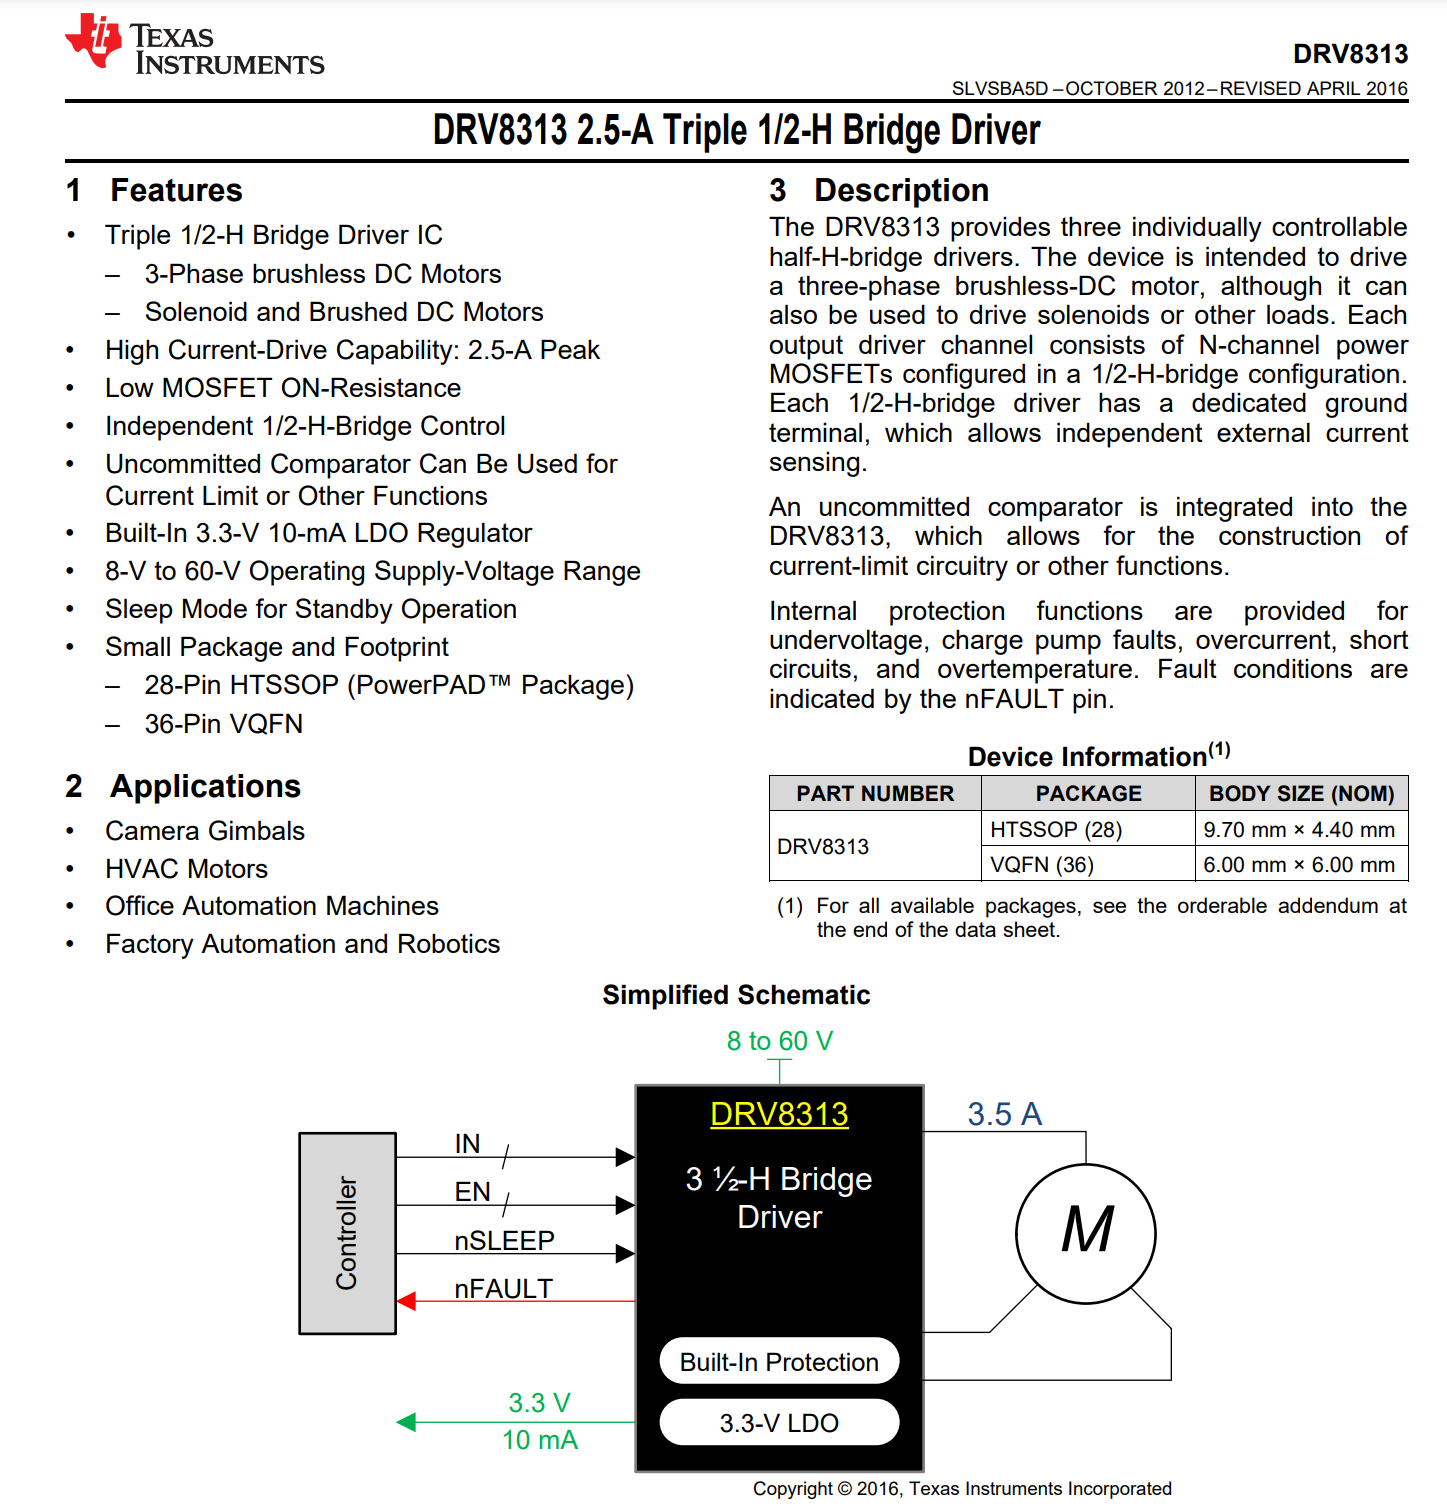 TEXAS
INSTRUMENTS
DRV8313
SLVSBA5D –OCTOBER 2012–REVISED APRIL 2016
DRV8313 2.5-A Triple 1/2-H Bridge Driver
1 Features
• Triple 1/2-H Bridge Driver IC
– 3-Phase brushless DC Motors
– Solenoid and Brushed DC Motors
• High Current-Drive Capability: 2.5-A Peak
• Low MOSFET ON-Resistance
• Independent 1/2-H-Bridge Control
• Uncommitted Comparator Can Be Used for
Current Limit or Other Functions
• Built-In 3.3-V 10-mA LDO Regulator
• 8-V to 60-V Operating Supply-Voltage Range
• Sleep Mode for Standby Operation
• Small Package and Footprint
– 28-Pin HTSSOP (PowerPAD™ Package)
– 36-Pin VQFN
2 Applications
• Camera Gimbals
• HVAC Motors
• Office Automation Machines
• Factory Automation and Robotics
3 Description
The DRV8313 provides three individually controllable
half-H-bridge drivers. The device is intended to drive
a three-phase brushless-DC motor, although it can
also be used to drive solenoids or other loads. Each
output driver channel consists of N-channel power
MOSFETs configured in a 1/2-H-bridge configuration.
Each 1/2-H-bridge driver has a dedicated ground
terminal, which allows independent external current
sensing.
An uncommitted comparator is integrated into the
DRV8313, which allows for the construction of
current-limit circuitry or other functions.
Internal protection functions are provided for
undervoltage, charge pump faults, overcurrent, short
circuits, and overtemperature. Fault conditions are
indicated by the nFAULT pin.
Device Information(1)
PART NUMBER PACKAGE BODY SIZE (NOM)
DRV8313 HTSSOP (28) 9.70 mm × 4.40 mm
VQFN (36) 6.00 mm × 6.00 mm
(1) For all available packages, see the orderable addendum at
the end of the data sheet.
Simplified Schematic
8 to 60 V
DRV8313
3 ½-H Bridge
Driver
3.5 A
M
Controller
IN
EN
nSLEEP
nFAULT
Built-In Protection
3.3-V LDO
3.3 V
10 mA
Copyright © 2016, Texas Instruments Incorporated